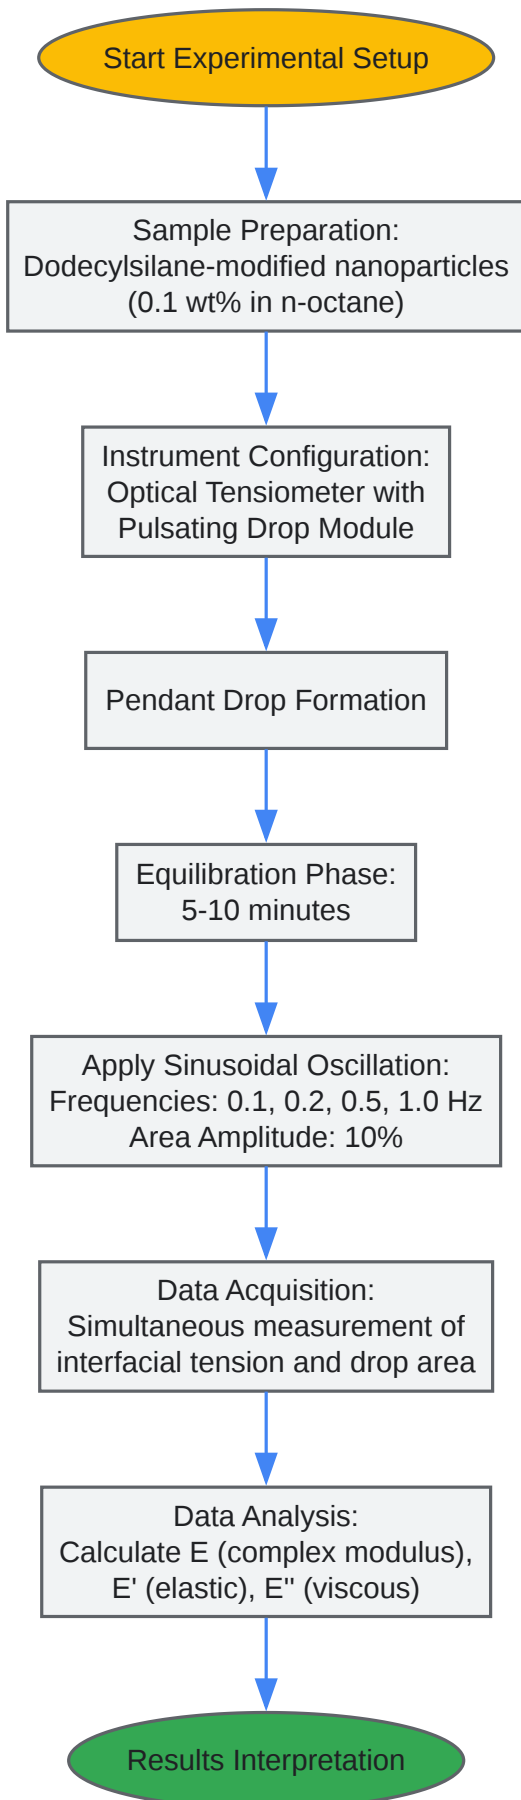 Start Experimental Setup
Sample Preparation:
Dodecylsilane-modified nanoparticles
(0.1 wt% in n-octane)
Instrument Configuration:
Optical Tensiometer with
Pulsating Drop Module
Pendant Drop Formation
Equilibration Phase:
5-10 minutes
Apply Sinusoidal Oscillation:
Frequencies: 0.1, 0.2, 0.5, 1.0 Hz
Area Amplitude: 10%
Data Acquisition:
Simultaneous measurement of
interfacial tension and drop area
Data Analysis:
Calculate E (complex modulus),
E' (elastic), E'' (viscous)
Results Interpretation